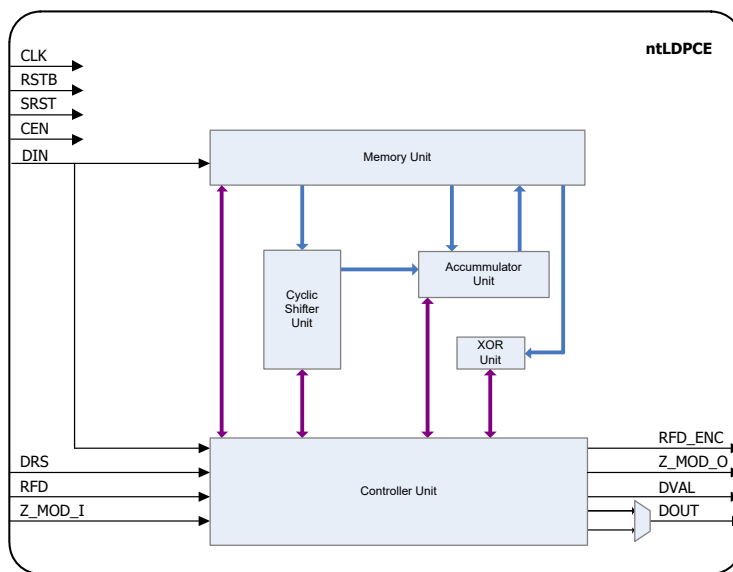 ntLDPCE
CLK
RSTB
SRST
CEN
DIN
Memory Unit
Cyclic
Shifter
Unit
Accummulator
Unit
XOR
Unit
DRS
RFD
Z_MOD_I
Controller Unit
RFD_ENC
Z_MOD_O
DVAL
DOUT